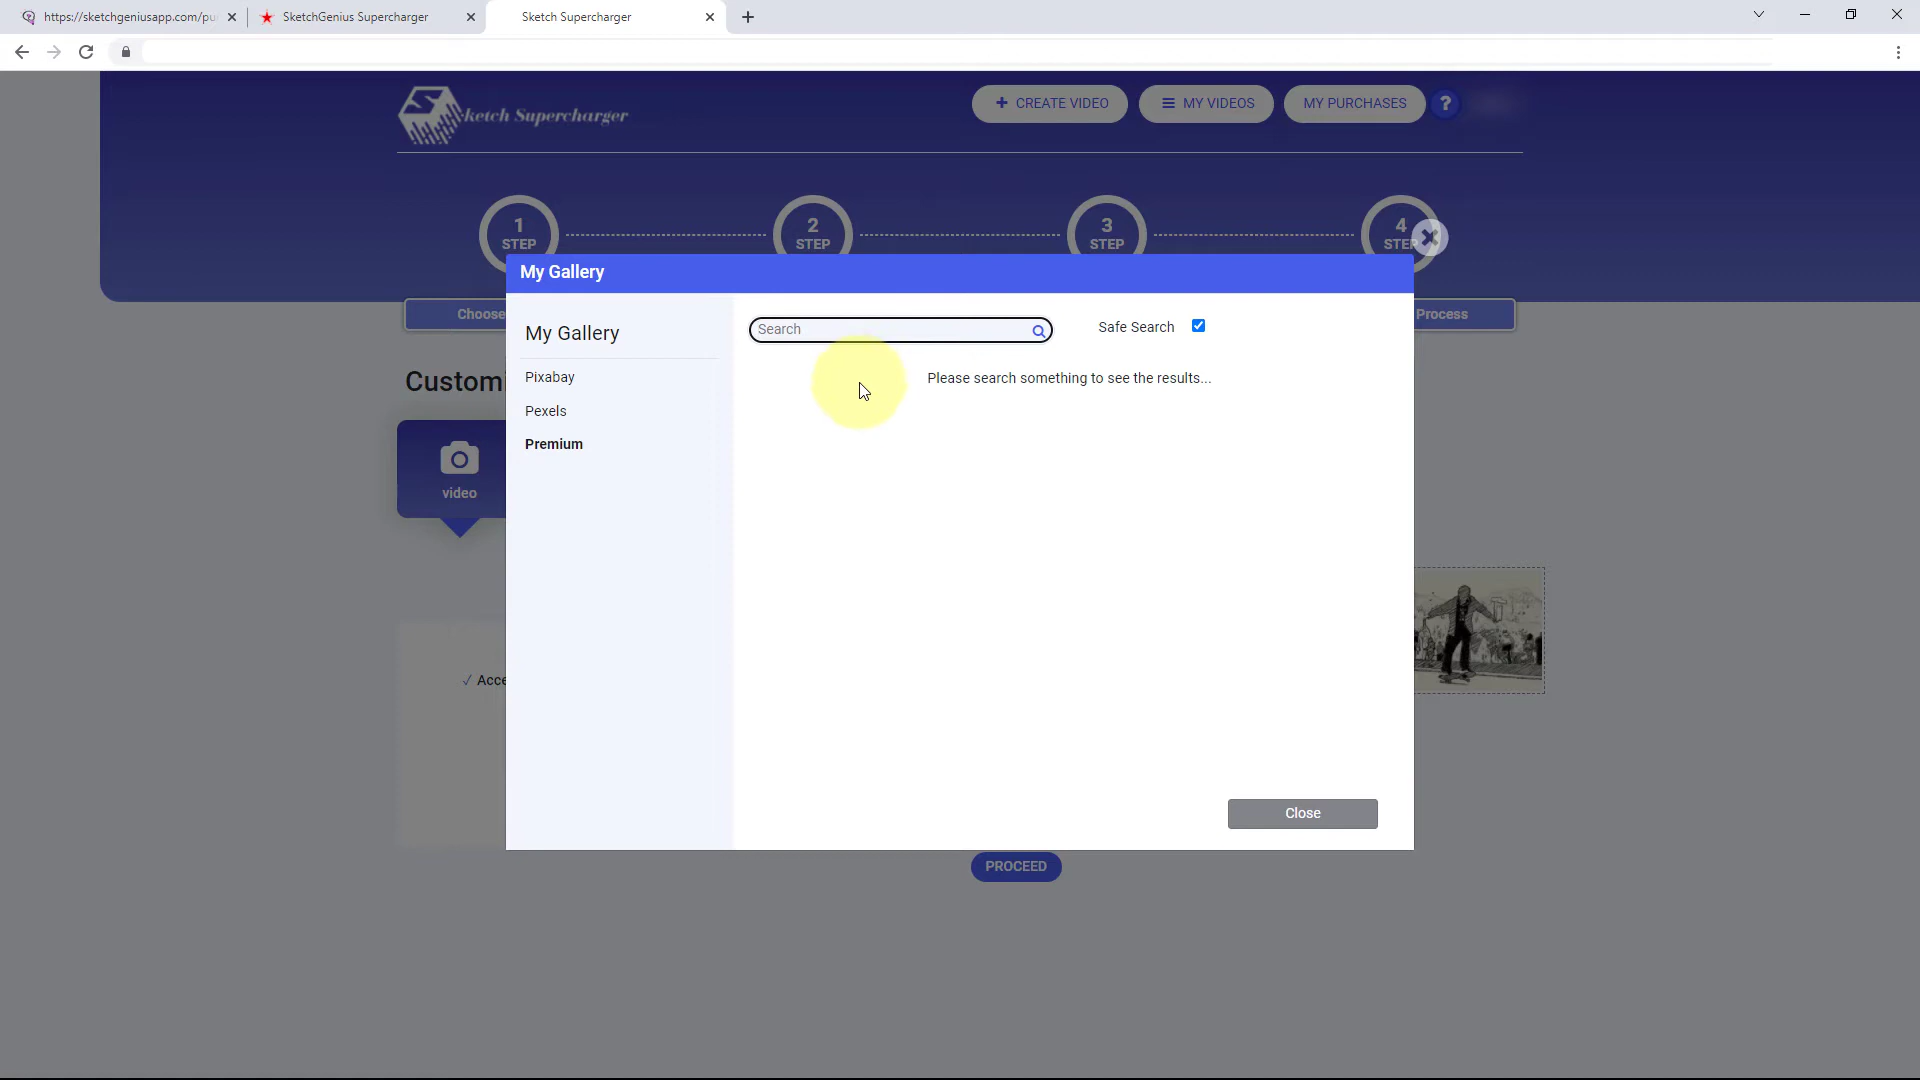 https://sketchgeniusapp.com/pu
SketchGenius Supercharger
Sketch Supercharger
ketch Supercharger
+ CREATE VIDEO
MY VIDEOS
MY PURCHASES
?
1
STEP
2
STEP
3
STEP
4
STEP
My Gallery
Choose
Process
My Gallery
Search
Safe Search
Pixabay
Please search something to see the results...
Customi
Pexels
Premium
video
✓ Acce
Close
PROCEED